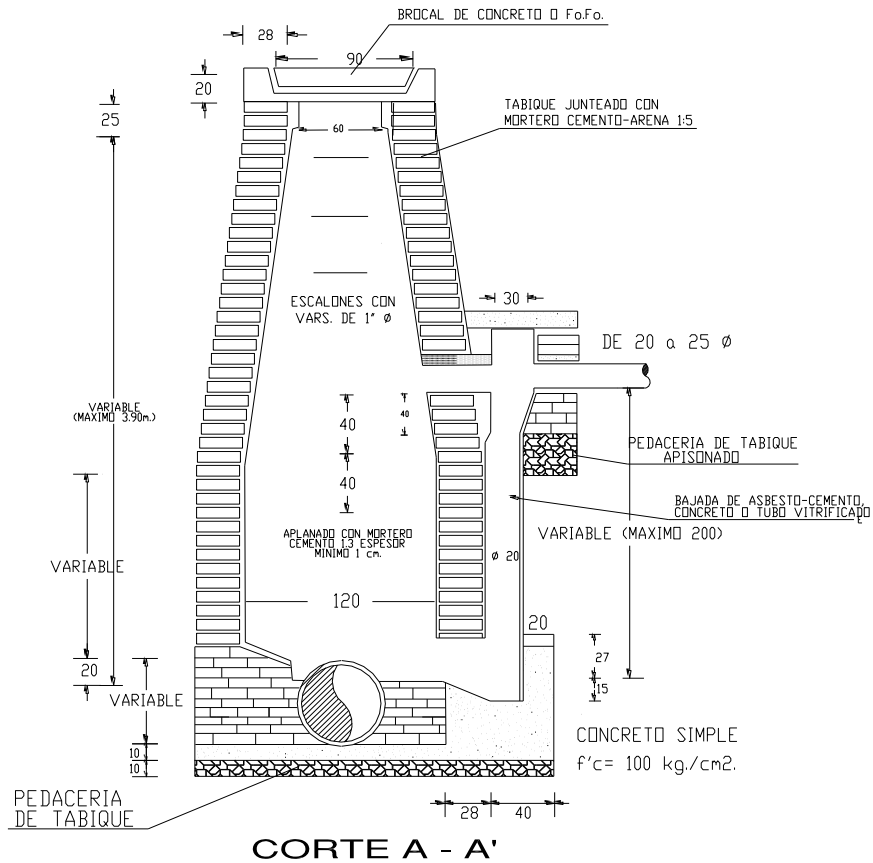 BROCAL DE CONCRETO O Fo.Fo.
28
90
20
25
TABIQUE JUNTEADO CON
MORTERO CEMENTO-ARENA 1:5
60
30
ESCALONES CON
VARS. DE 1" Ø
DE 20 a 25 Ø
VARIABLE
(MAXIMO 3.90m.)
40
40
40
PEDACERIA DE TABIQUE
APISONADO
BAJADA DE ASBESTO-CEMENTO,
CONCRETO O TUBO VITRIFICADO
E
APLANADO CON MORTERO
CEMENTO 1.3 ESPESOR
MINIMO 1 cm.
VARIABLE (MAXIMO 200)
Ø 20
VARIABLE
120
20
27
20
15
VARIABLE
CONCRETO SIMPLE
f'c= 100 kg./cm2.
10
10
PEDACERIA
DE TABIQUE
28
40
CORTE A - A'